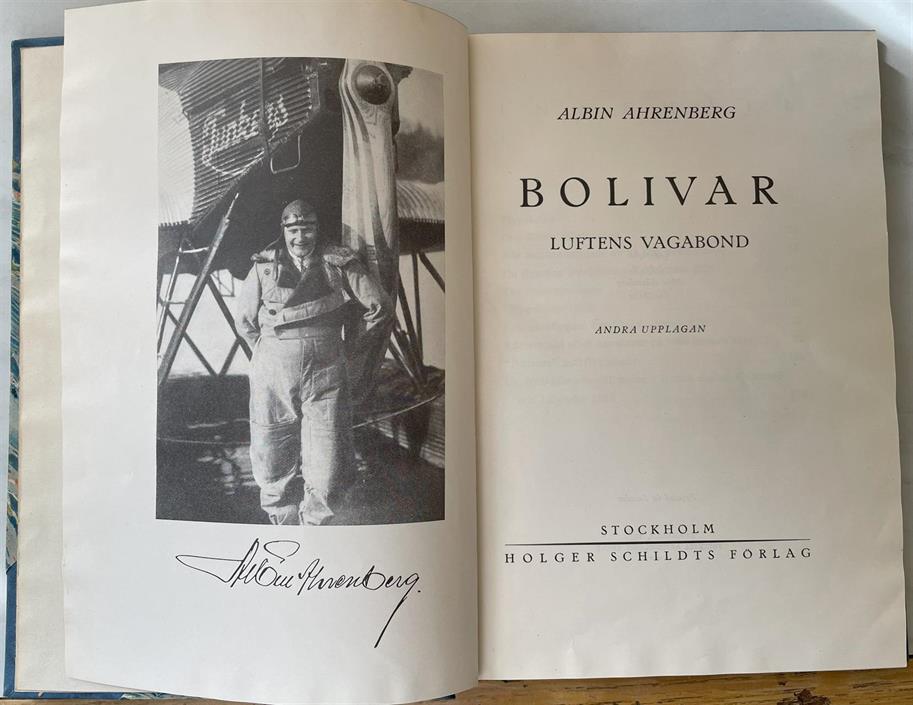 Junkers
Albin Ahrenberg.
ALBIN AHRENBERG
BOLIVAR
LUFTENS VAGABOND
ANDRA UPPLAGAN
STOCKHOLM
HOLGER SCHILDTS FÖRLAG